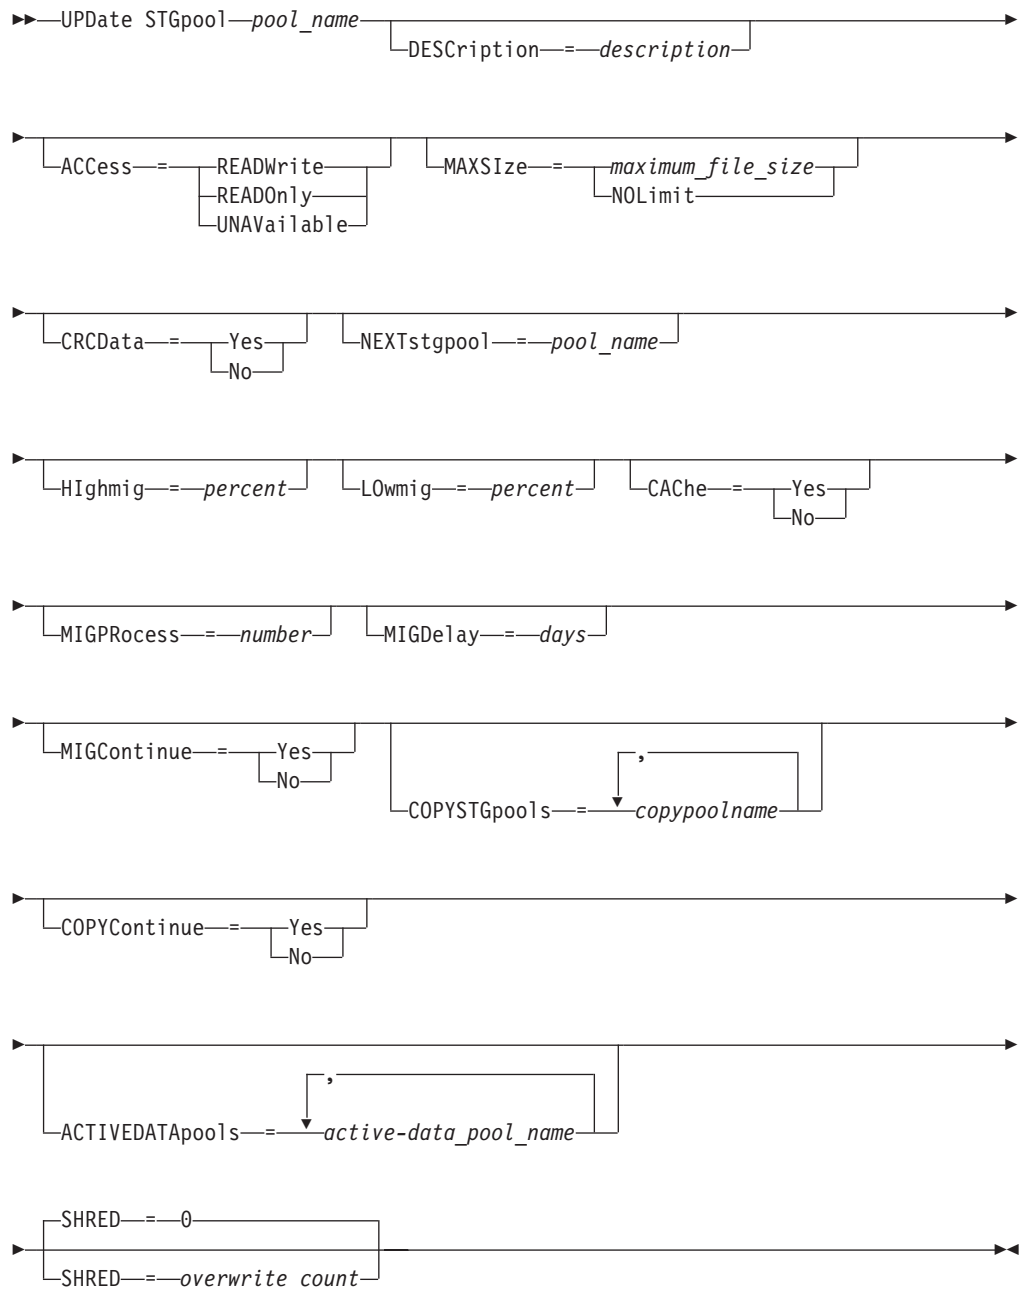 UPDate STGpool pool_name
DESCription = description
ACCess = READWrite
READOnly
UNAVailable
MAXSIze = maximum_file_size
NOLimit
CRCData = Yes
No
NEXTstgpool = pool_name
HIghmig = percent
LOwmig = percent
CAChe = Yes
No
MIGPRocess = number
MIGDelay = days
MIGContinue = Yes
No
,
COPYSTGpools = copypoolname
COPYContinue = Yes
No
,
ACTIVEDATApools = active-data_pool_name
SHRED = 0
SHRED = overwrite count